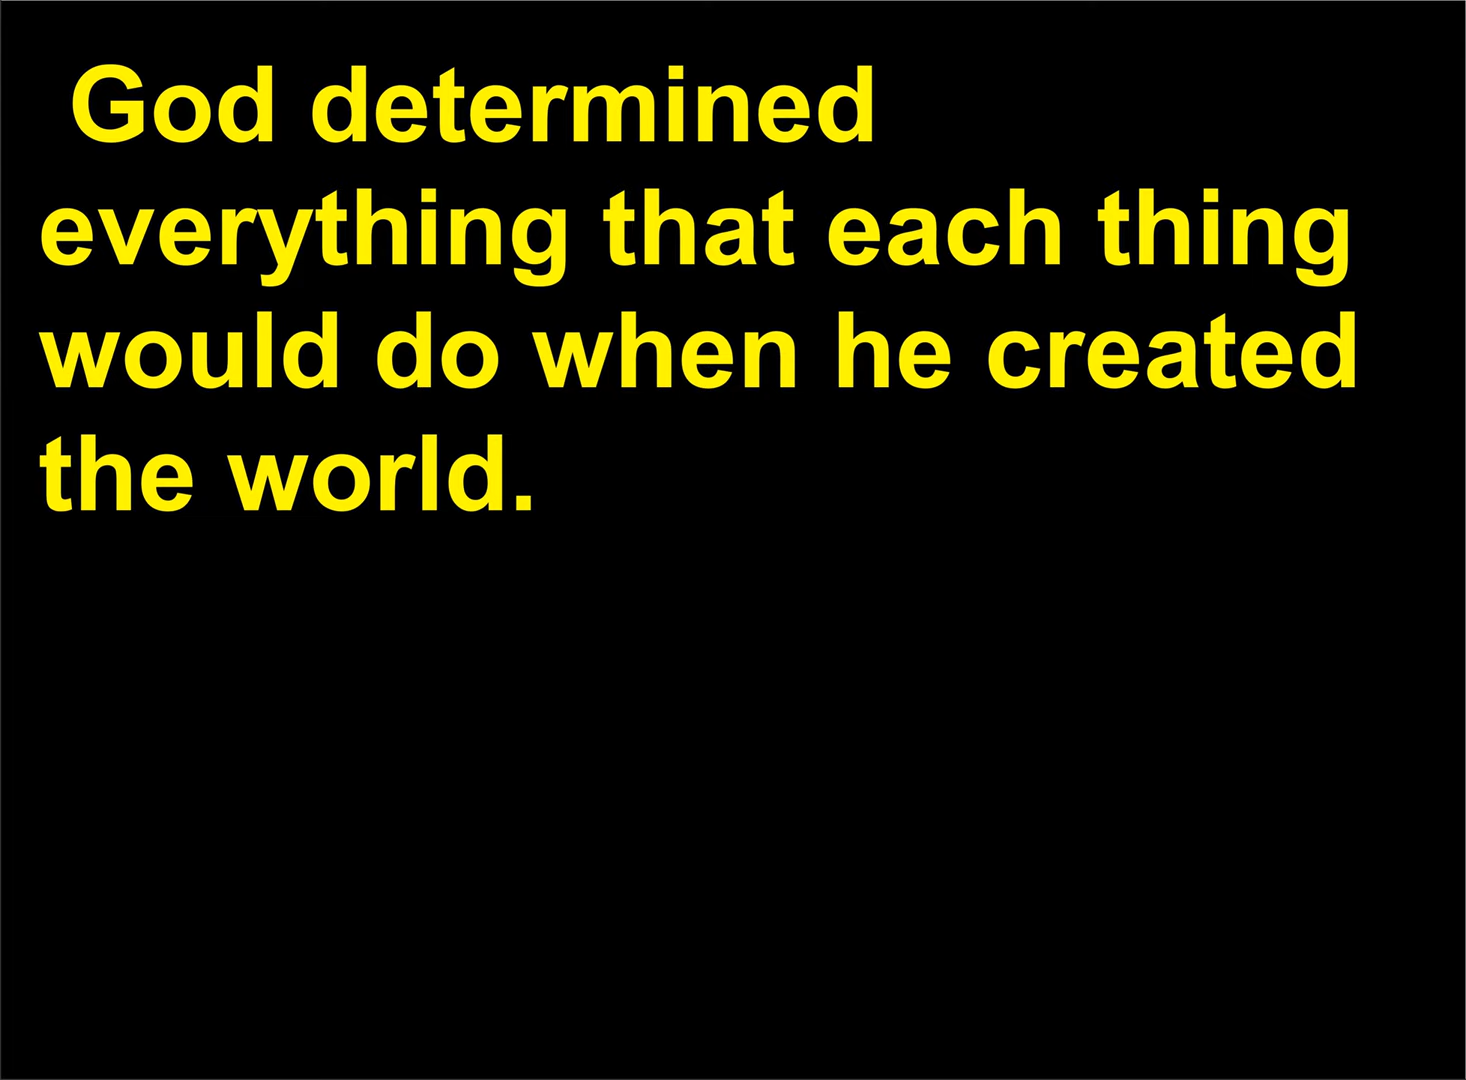 God determined
everything that each thing
would do when he created
the world.